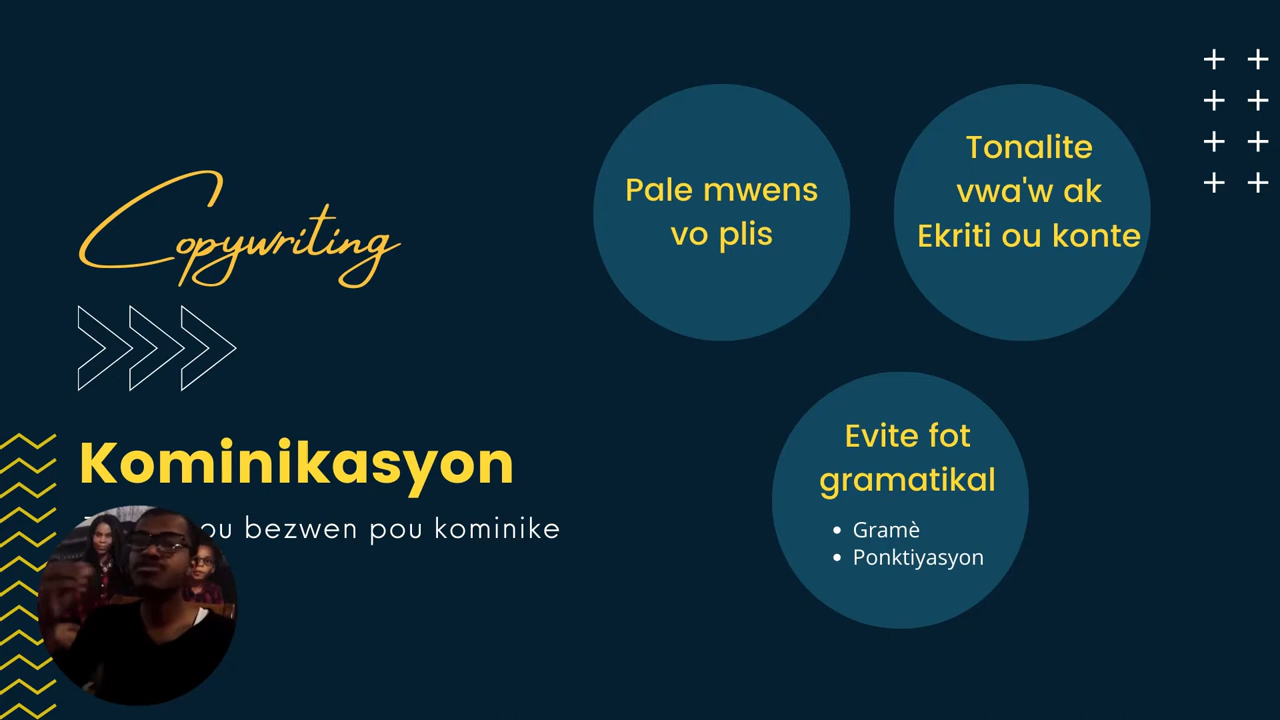 Copywriting
Kominikasyon
ou bezwen pou kominike
Pale mwens
vo plis
Tonalite
vwa'w ak
Ekriti ou konte
Evite fot
gramatikal
• Gramè
• Ponktiyasyon